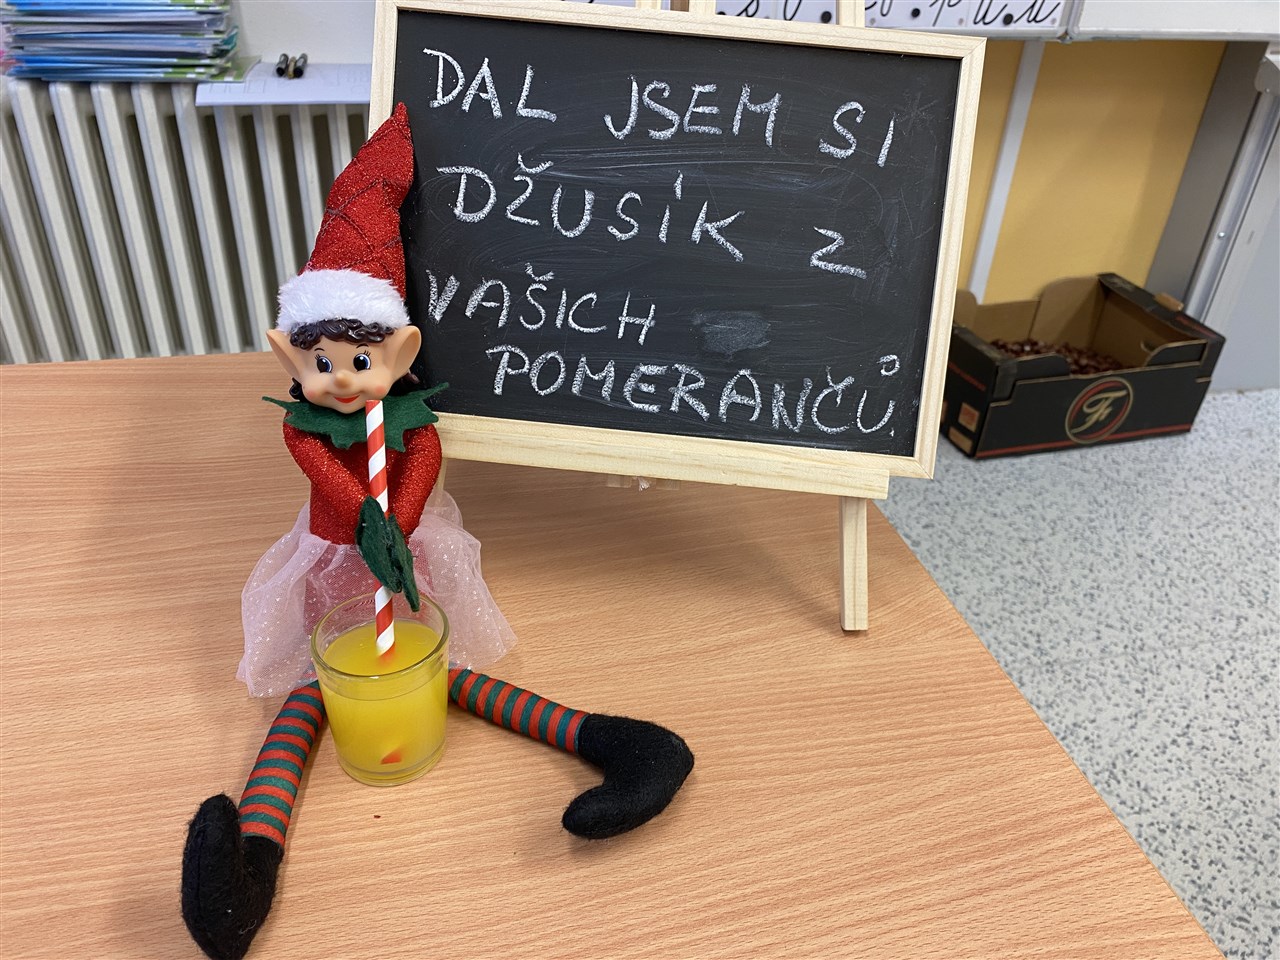 DAL JSEM SI
DŽUSÍK Z
VAŠICH
POMERANČŮ.
F